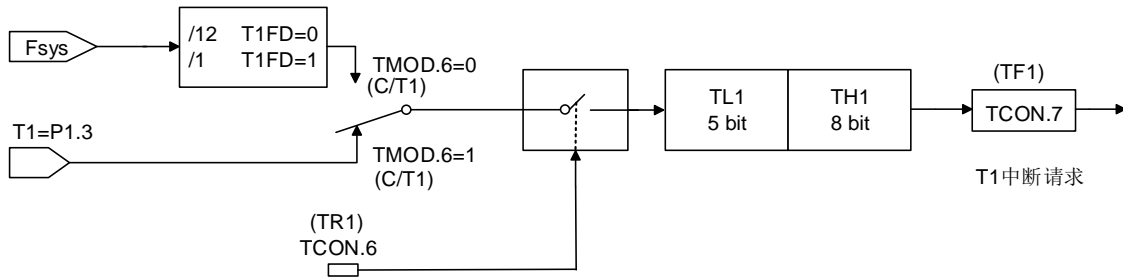 Fsys
/12 T1FD=0
/1 T1FD=1
TMOD.6=0
(C/T1)
T1=P1.3
TMOD.6=1
(C/T1)
(TR1)
TCON.6
TL1
5 bit
TH1
8 bit
(TF1)
TCON.7
T1中断请求